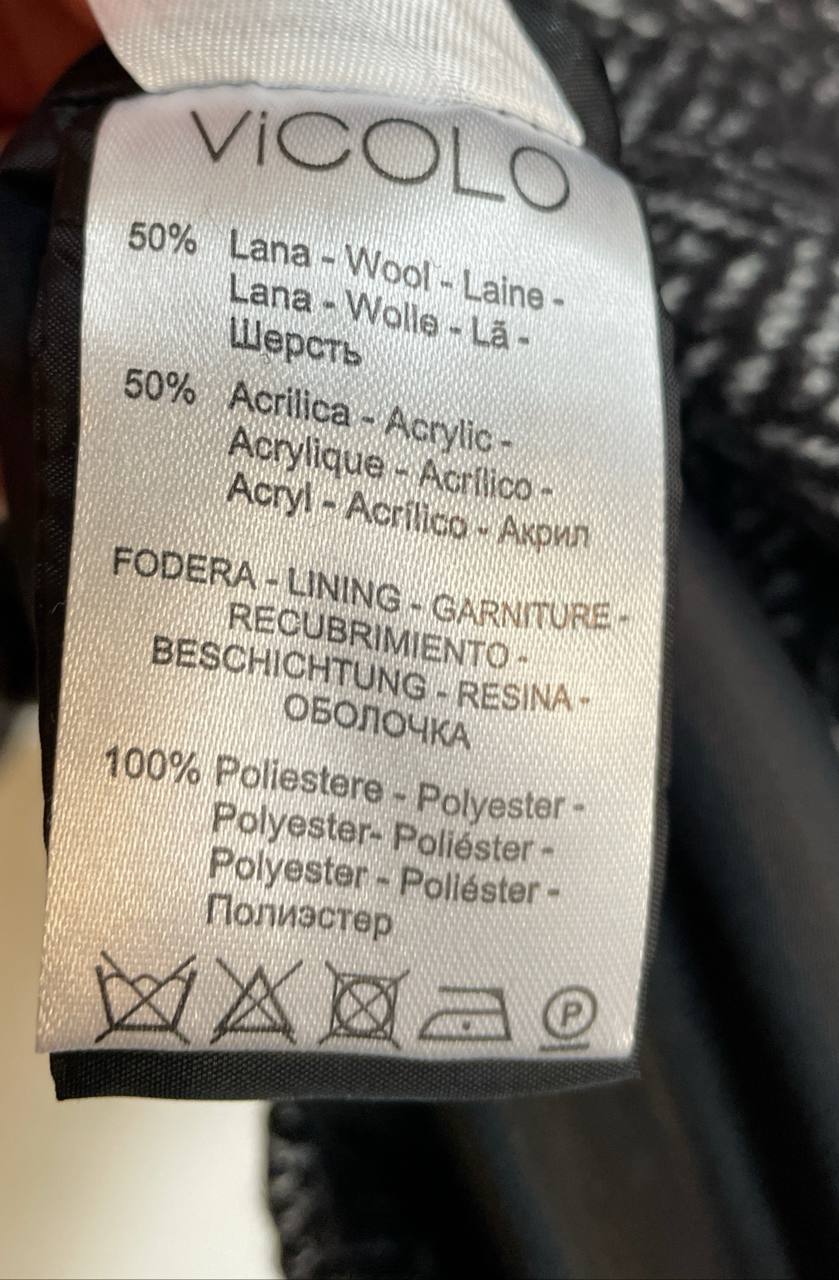 ViCOLO
50% Lana - Wool - Laine -
Lana - Wolle - Lã -
Шерсть
50% Acrilica - Acrylic -
Acrylique - Acrílico -
Acryl - Acrílico - Акрил
FODERA - LINING - GARNITURE -
RECUBRIMIENTO -
BESCHICHTUNG - RESINA -
ОБОЛОЧКА
100% Poliestere - Polyester -
Polyester- Poliéster -
Polyester - Poliéster -
Полиэстер
P